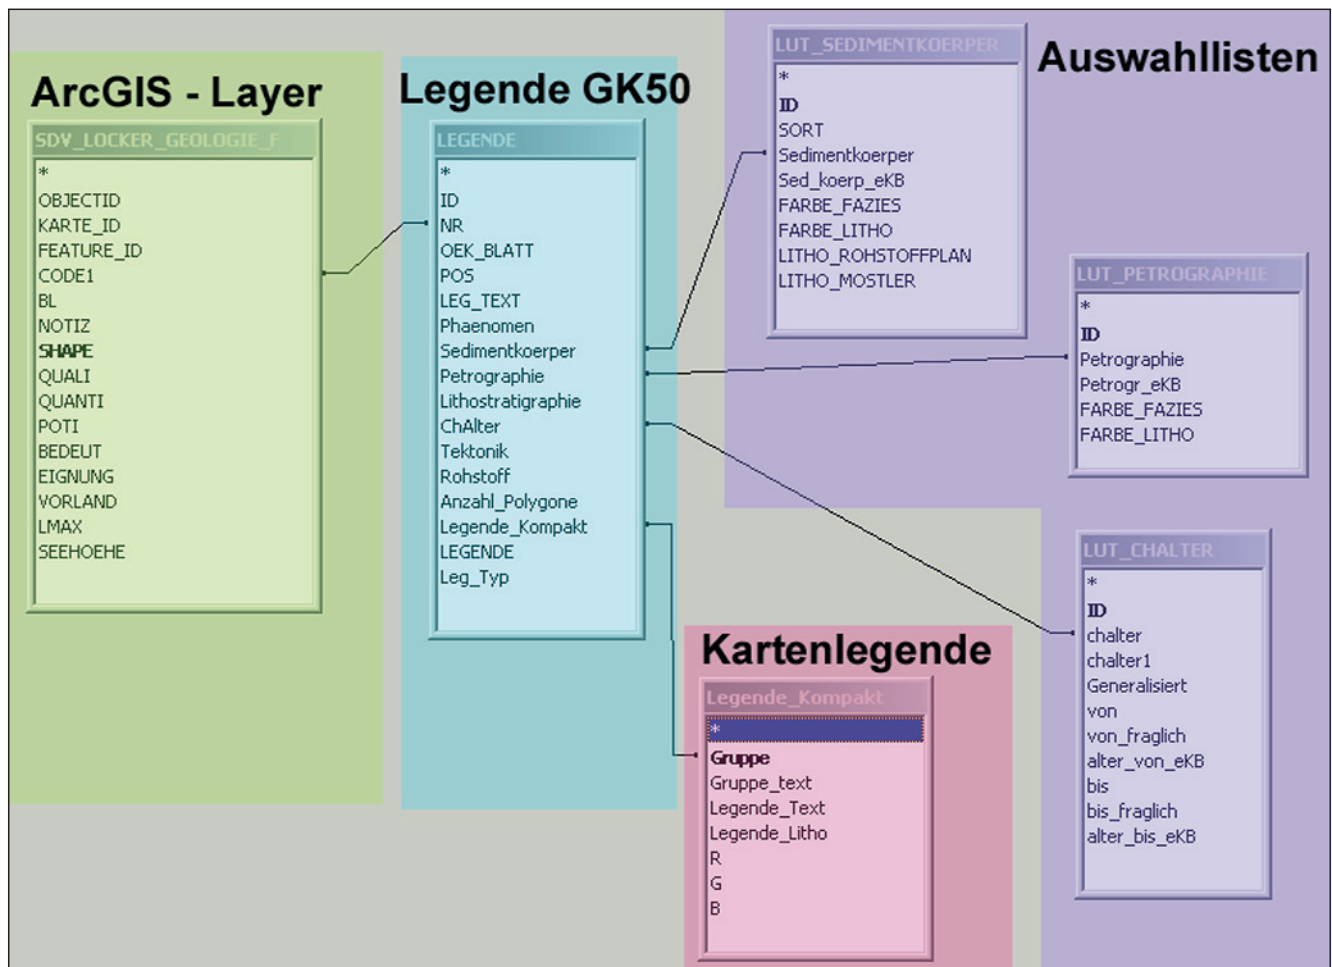 ArcGIS - Layer
SDV_LOCKER_GEOLOGIE_F
*
OBJECTID
KARTE_ID
FEATURE_ID
CODE1
BL
NOTIZ
SHAPE
QUALI
QUANTI
POTI
BEDEUT
EIGNUNG
VORLAND
LMAX
SEEHOEHE
Legende GK50
LEGENDE
*
ID
NR
OEK_BLATT
POS
LEG_TEXT
Phaenomen
Sedimentkoerper
Petrographie
Lithostratigraphie
ChAlter
Tektonik
Rohstoff
Anzahl_Polygone
Legende_Kompakt
LEGENDE
Leg_Typ
Auswahllisten
LUT_SEDIMENTKOERPER
*
ID
SORT
Sedimentkoerper
Sed_koerp_eKB
FARBE_FAZIES
FARBE_LITHO
LITHO_ROHSTOFFPLAN
LITHO_MOSTLER
LUT_PETROGRAPHIE
*
ID
Petrographie
Petrogr_eKB
FARBE_FAZIES
FARBE_LITHO
LUT_CHALTER
*
ID
chalter
chalter1
Generalisiert
von
von_fraglich
alter_von_eKB
bis
bis_fraglich
alter_bis_eKB
Kartenlegende
Legende_Kompakt
*
Gruppe
Gruppe_text
Legende_Text
Legende_Litho
R
G
B